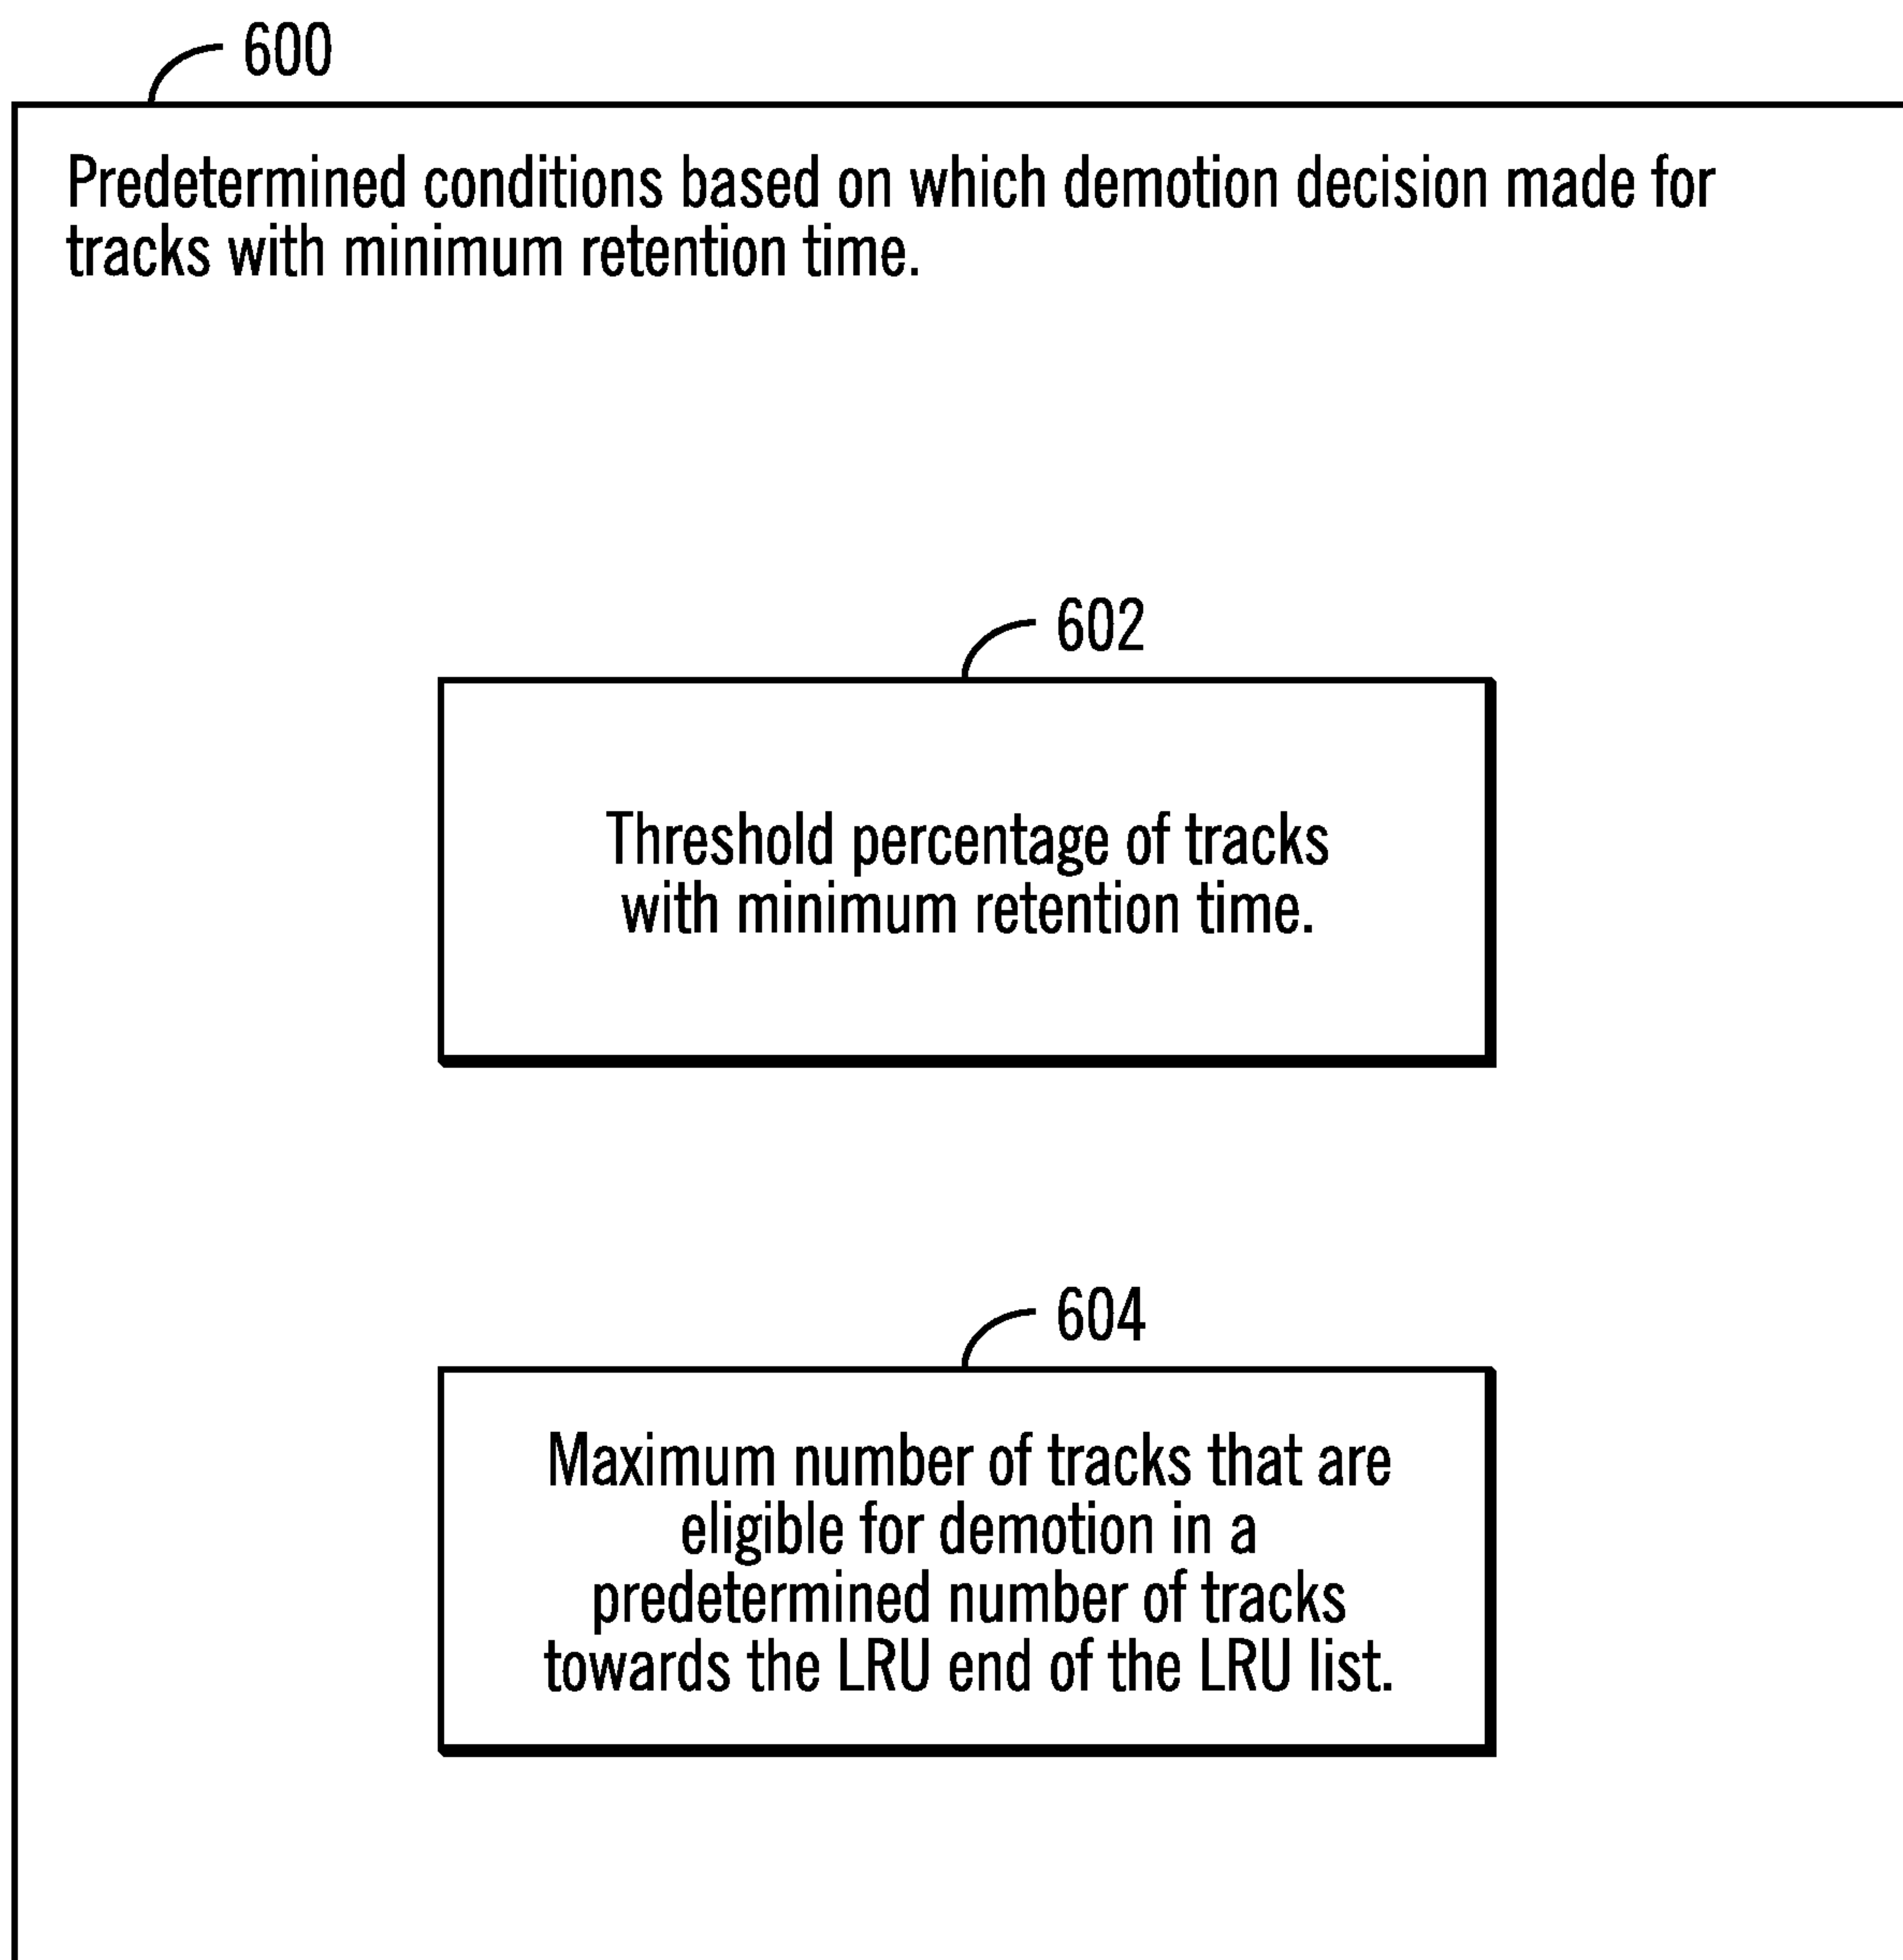 600
Predetermined conditions based on which demotion decision made for
tracks with minimum retention time.
602
Threshold percentage of tracks
with minimum retention time.
604
Maximum number of tracks that are
eligible for demotion in a
predetermined number of tracks
towards the LRU end of the LRU list.